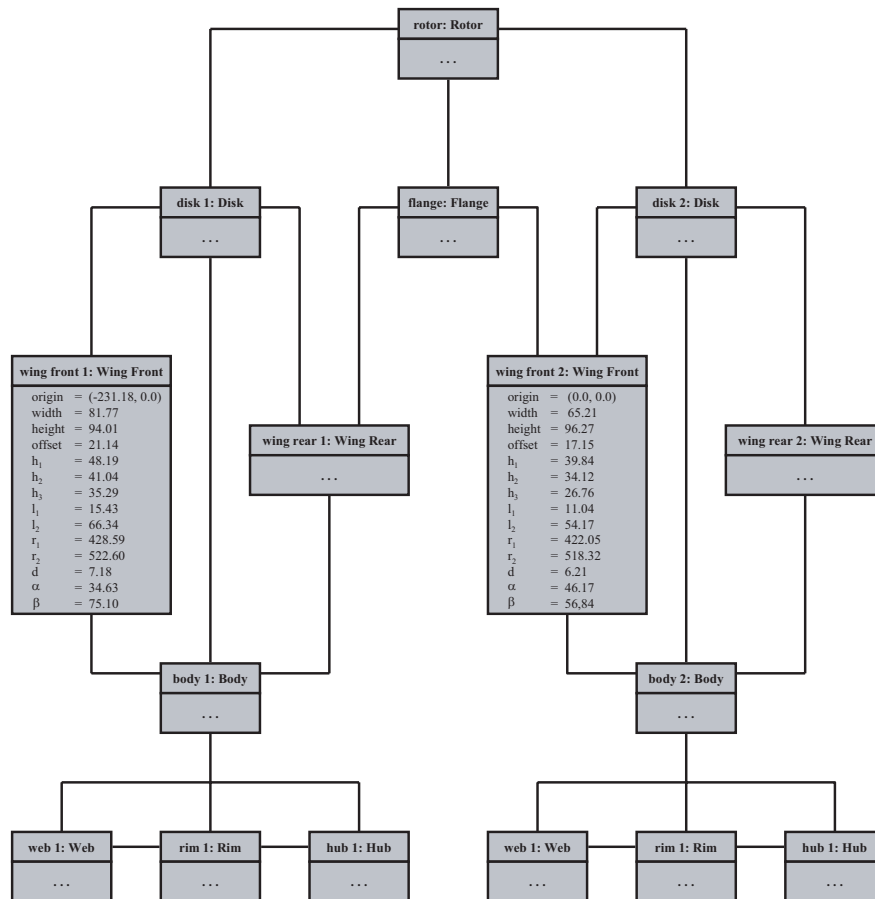 rotor: Rotor
. . .
disk 1: Disk
. . .
flange: Flange
. . .
disk 2: Disk
. . .
wing front 1: Wing Front
origin = (-231.18, 0.0)
width = 81.77
height = 94.01
offset = 21.14
h₁ = 48.19
h₂ = 41.04
h₃ = 35.29
l₁ = 15.43
l₂ = 66.34
r₁ = 428.59
r₂ = 522.60
d = 7.18
α = 34.63
β = 75.10
wing rear 1: Wing Rear
. . .
wing front 2: Wing Front
origin = (0.0, 0.0)
width = 65.21
height = 96.27
offset = 17.15
h₁ = 39.84
h₂ = 34.12
h₃ = 26.76
l₁ = 11.04
l₂ = 54.17
r₁ = 422.05
r₂ = 518.32
d = 6.21
α = 46.17
β = 56,84
wing rear 2: Wing Rear
. . .
body 1: Body
. . .
body 2: Body
. . .
web 1: Web
. . .
rim 1: Rim
. . .
hub 1: Hub
. . .
web 1: Web
. . .
rim 1: Rim
. . .
hub 1: Hub
. . .